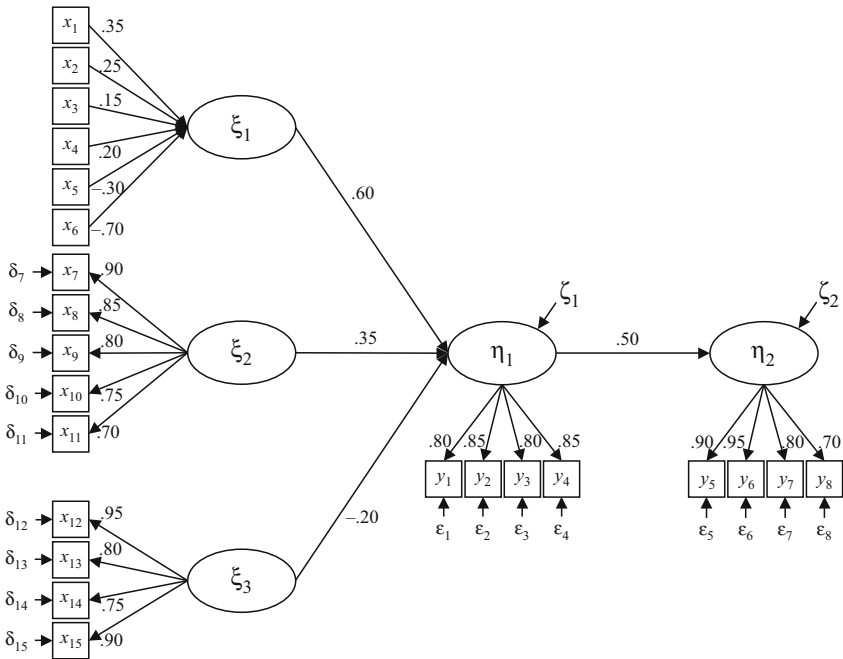 x1 .35
x2 .25
x3 .15
x4 .20
x5 –.30
x6 –.70
ξ1
.60
δ7 x7 .90
δ8 x8 .85
δ9 x9 .80
δ10 x10 .75
δ11 x11 .70
ξ2
.35
η1
ζ1
.50
η2
ζ2
.80 .85 .80 .85
y1 y2 y3 y4
ε1 ε2 ε3 ε4
.90 .95 .80 .70
y5 y6 y7 y8
ε5 ε6 ε7 ε8
–.20
δ12 x12 .95
δ13 x13 .80
δ14 x14 .75
δ15 x15 .90
ξ3